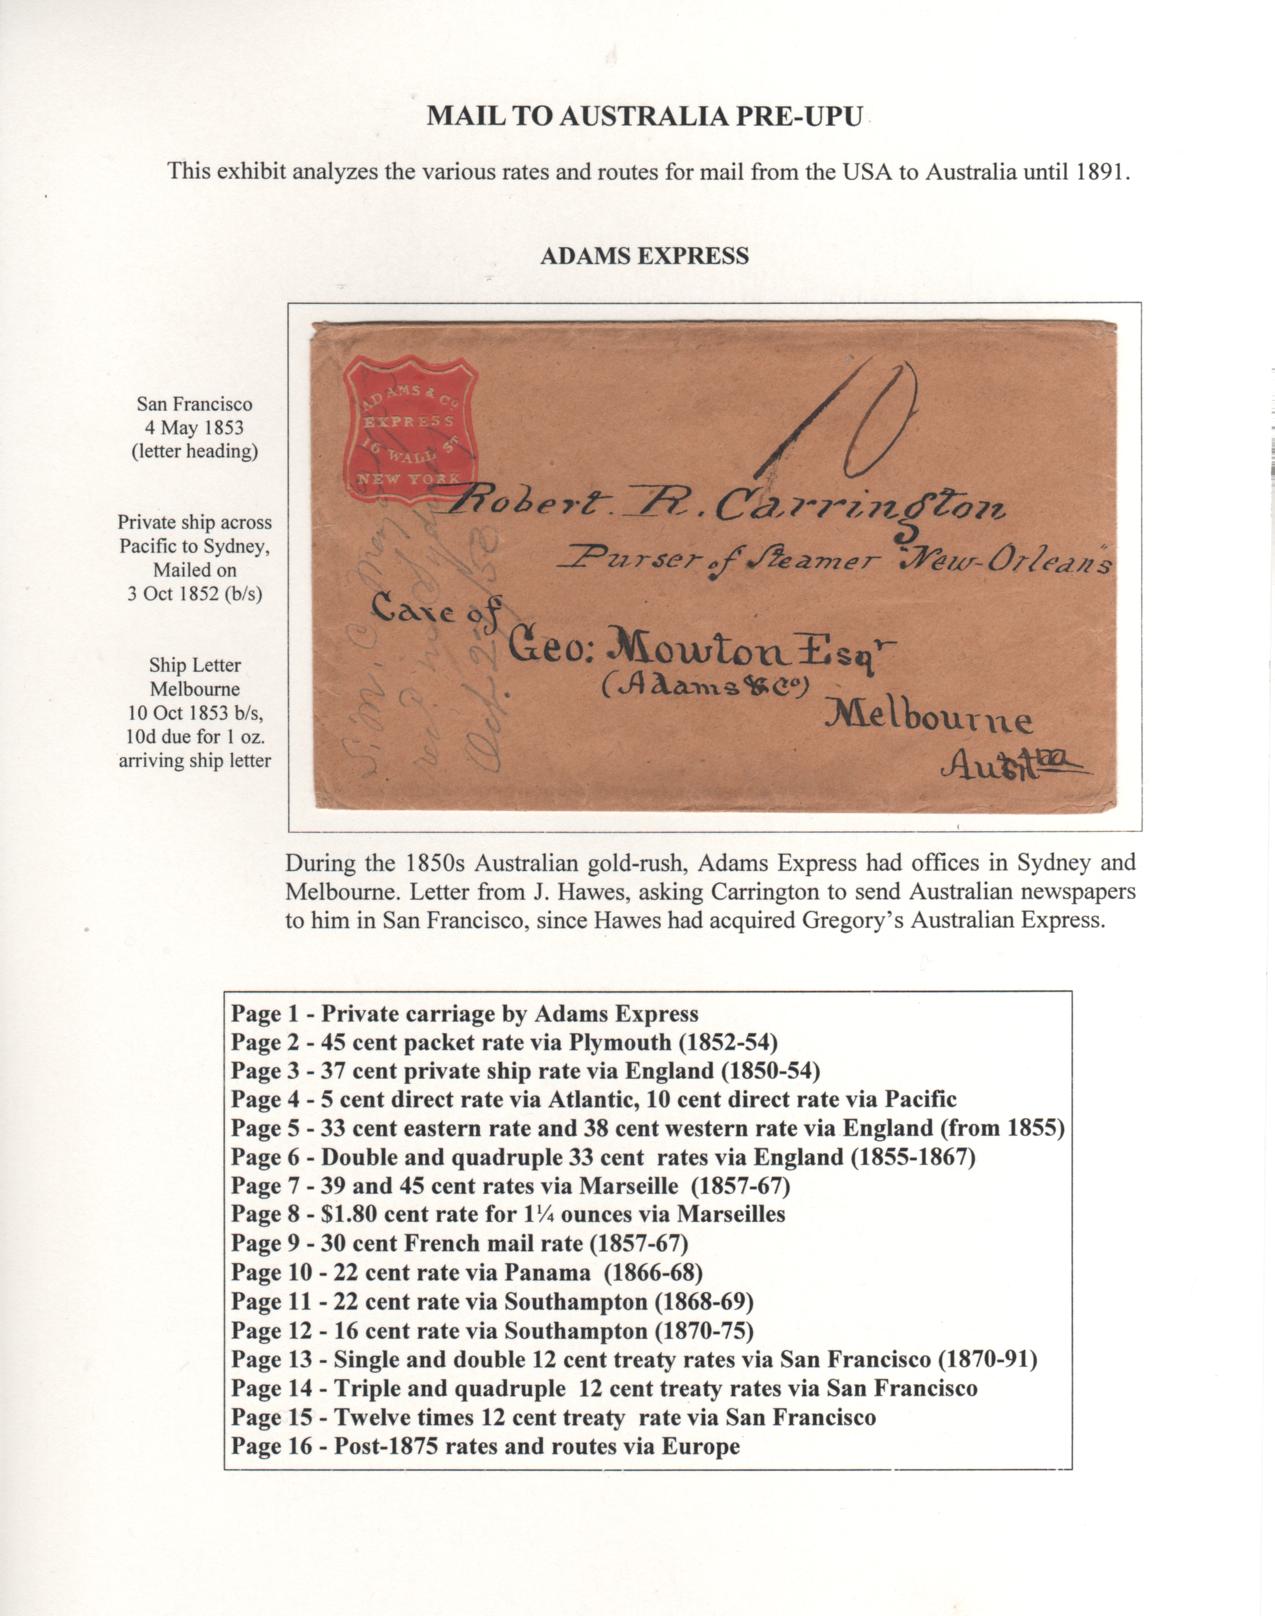 MAIL TO AUSTRALIA PRE-UPU
This exhibit analyzes the various rates and routes for mail from the USA to Australia until 1891.
ADAMS EXPRESS
San Francisco
4 May 1853
(letter heading)
Private ship across
Pacific to Sydney,
Mailed on
3 Oct 1852 (b/s)
Ship Letter
Melbourne
10 Oct 1853 b/s,
10d due for 1 oz.
arriving ship letter
ADAMS & Co
EXPRESS
16 WALL ST
NEW YORK
10
Robert. R. Carrington
Purser of Steamer "New-Orleans"
Care of
Geo: Mowton Esqr
(Adams & Co)
Melbourne
Oct. 2
During the 1850s Australian gold-rush, Adams Express had offices in Sydney and
Melbourne. Letter from J. Hawes, asking Carrington to send Australian newspapers
to him in San Francisco, since Hawes had acquired Gregory's Australian Express.
Page 1 - Private carriage by Adams Express
Page 2 - 45 cent packet rate via Plymouth (1852-54)
Page 3 - 37 cent private ship rate via England (1850-54)
Page 4 - 5 cent direct rate via Atlantic, 10 cent direct rate via Pacific
Page 5 - 33 cent eastern rate and 38 cent western rate via England (from 1855)
Page 6 - Double and quadruple 33 cent rates via England (1855-1867)
Page 7 - 39 and 45 cent rates via Marseille (1857-67)
Page 8 - $1.80 cent rate for 1¼ ounces via Marseilles
Page 9 - 30 cent French mail rate (1857-67)
Page 10 - 22 cent rate via Panama (1866-68)
Page 11 - 22 cent rate via Southampton (1868-69)
Page 12 - 16 cent rate via Southampton (1870-75)
Page 13 - Single and double 12 cent treaty rates via San Francisco (1870-91)
Page 14 - Triple and quadruple 12 cent treaty rates via San Francisco
Page 15 - Twelve times 12 cent treaty rate via San Francisco
Page 16 - Post-1875 rates and routes via Europe